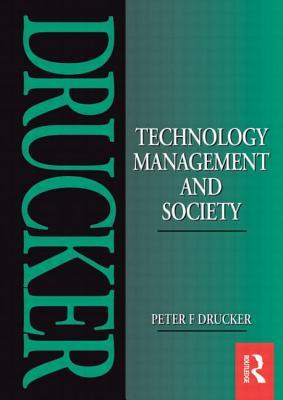 DRUCKER
TECHNOLOGY
MANAGEMENT
AND
SOCIETY
PETER F DRUCKER
R
ROUTLEDGE